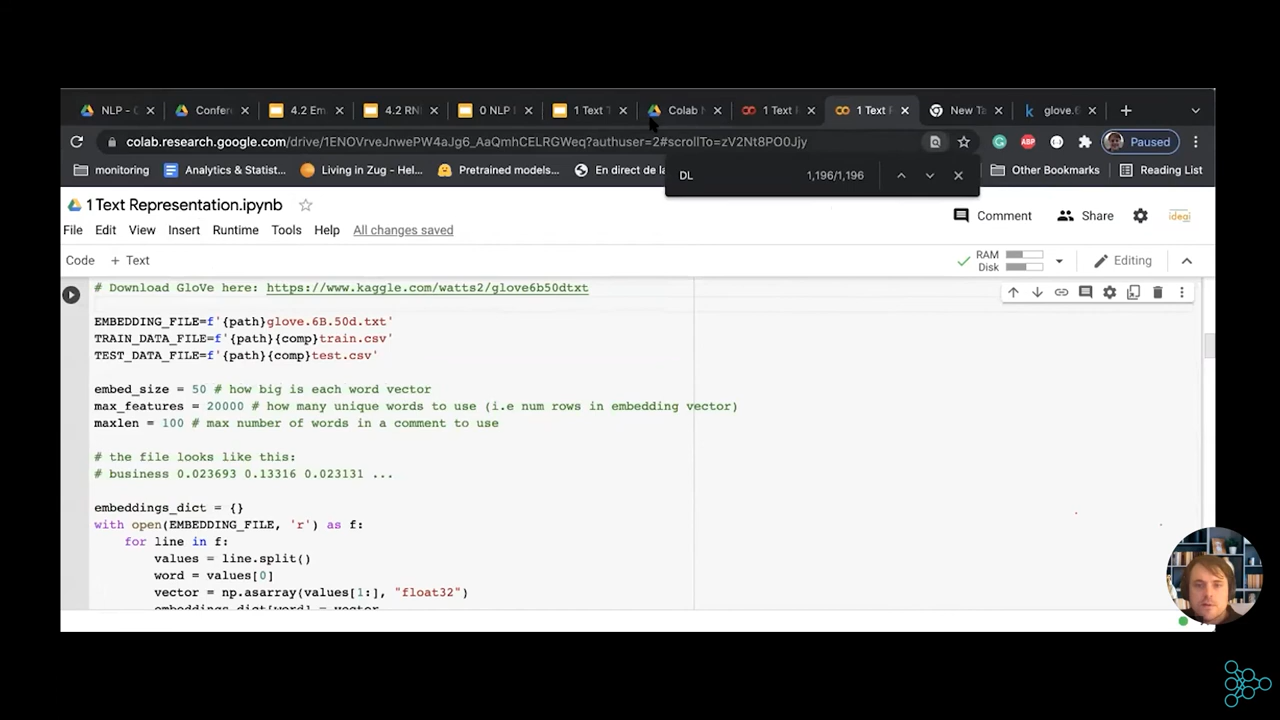 NLP - C
Confer
4.2 Em
4.2 RN
0 NLP
1 Text T
Colab N
1 Text
1 Text F
New Ta
glove.6
colab.research.google.com/drive/1ENOVrveJnwePW4aJg6_AaQmhCELRGWeq?authuser=2#scrollTo=zV2Nt8PO0Jjy
ABP
Paused
monitoring
Analytics & Statisti...
Living in Zug - Hel...
Pretrained models...
En direct de la
DL
1,196/1,196
Other Bookmarks
Reading List
1 Text Representation.ipynb
Comment
Share
File Edit View Insert Runtime Tools Help All changes saved
Code + Text
RAM
Disk
Editing
# Download GloVe here: https://www.kaggle.com/watts2/glove6b50dtxt
EMBEDDING_FILE=f'{path}glove.6B.50d.txt'
TRAIN_DATA_FILE=f'{path}{comp}train.csv'
TEST_DATA_FILE=f'{path}{comp}test.csv'
embed_size = 50 # how big is each word vector
max_features = 20000 # how many unique words to use (i.e num rows in embedding vector)
maxlen = 100 # max number of words in a comment to use
# the file looks like this:
# business 0.023693 0.13316 0.023131 ...
embeddings_dict = {}
with open(EMBEDDING_FILE, 'r') as f:
for line in f:
values = line.split()
word = values[0]
vector = np.asarray(values[1:], "float32")
embeddings_dict[word] = vector